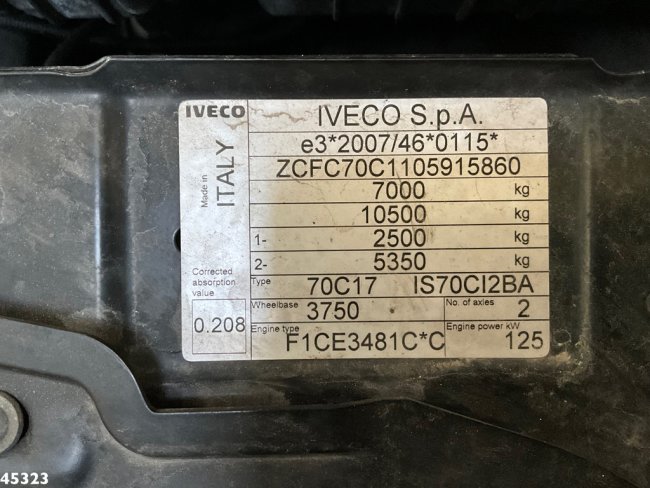 IVECO
IVECO S.p.A.
e3*2007/46*0115*
ZCFC70C1105915860
7000 kg
10500 kg
1- 2500 kg
2- 5350 kg
Made in
ITALY
Corrected
absorption
value
0.208
Type 70C17 IS70CI2BA
Wheelbase 3750 No. of axles 2
Engine type F1CE3481C*C Engine power kW 125
45323